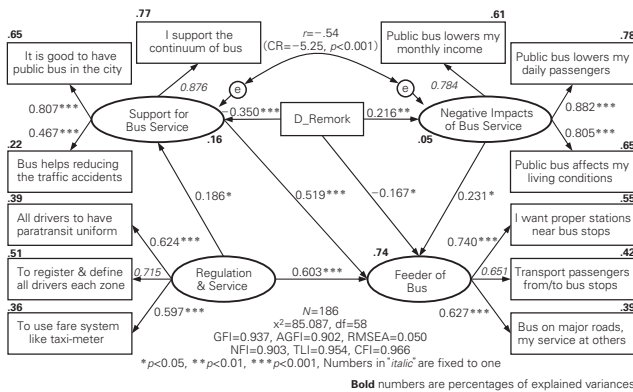 .77
I support the
continuum of bus
r=-.54
(CR=-5.25, p<0.001)
.61
Public bus lowers my
monthly income
.65
It is good to have
public bus in the city
.78
Public bus lowers my
daily passengers
0.876
e
e
0.784
0.807***
0.467***
Support for
Bus Service
.16
-0.350***
D_Remork
0.216**
Negative Impacts
of Bus Service
.05
0.882***
0.805***
.22
Bus helps reducing
the traffic accidents
.65
Public bus affects my
living conditions
0.186*
0.519***
-0.167*
0.231*
.39
All drivers to have
paratransit uniform
.55
I want proper stations
near bus stops
0.624***
0.740***
.51
To register & define
all drivers each zone
0.715
Regulation
& Service
0.603***
.74
Feeder of
Bus
0.651
.42
Transport passengers
from/to bus stops
0.597***
0.627***
.36
To use fare system
like taxi-meter
.39
Bus on major roads,
my service at others
N=186
x²=85.087, df=58
GFI=0.937, AGFI=0.902, RMSEA=0.050
NFI=0.903, TLI=0.954, CFI=0.966
*p<0.05, **p<0.01, ***p<0.001, Numbers in "italic" are fixed to one
Bold numbers are percentages of explained variances